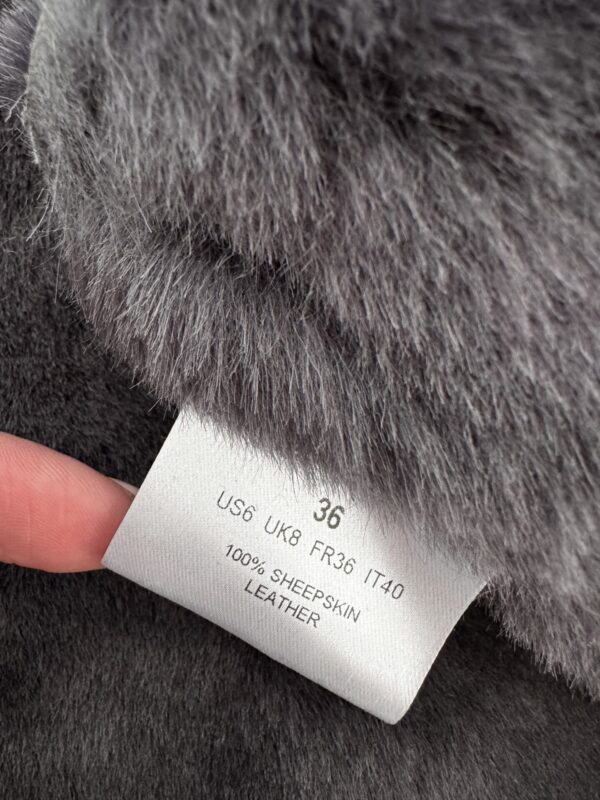 36
US6 UK8 FR36 IT40
100% SHEEPSKIN
LEATHER